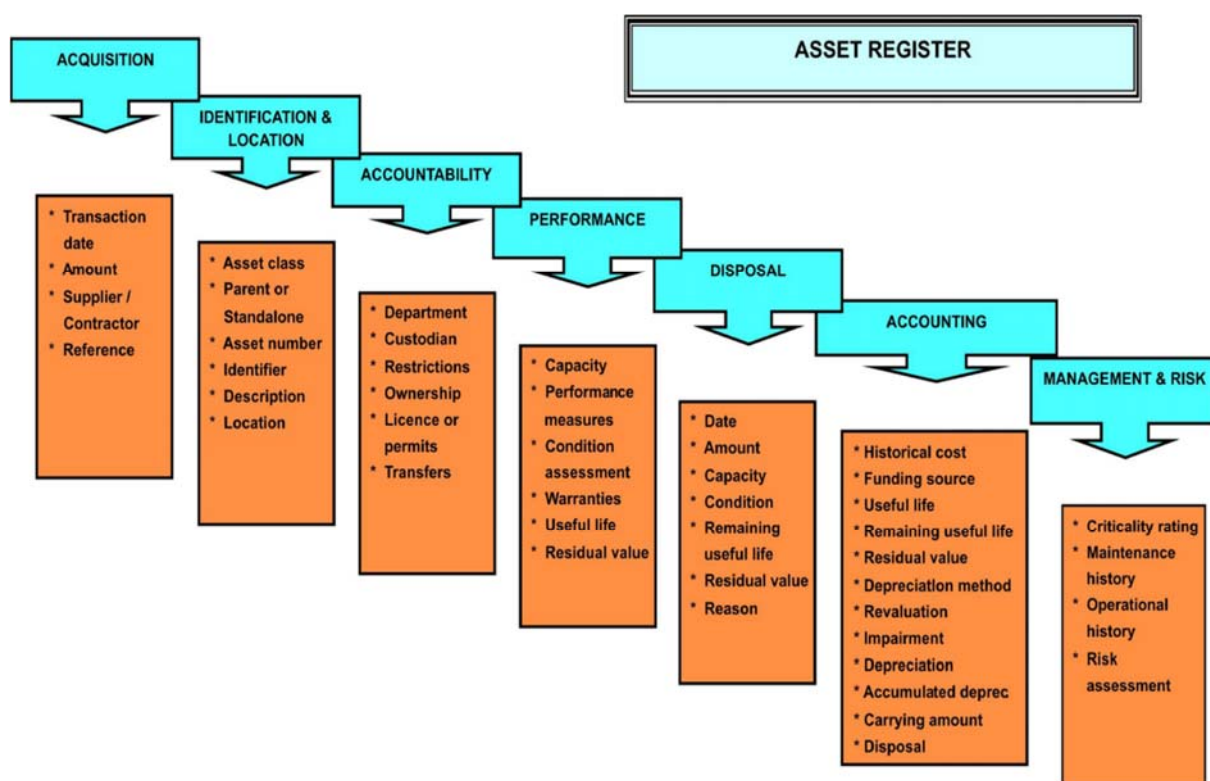 ASSET REGISTER
ACQUISITION
* Transaction
date
* Amount
* Supplier /
Contractor
* Reference
IDENTIFICATION &
LOCATION
* Asset class
* Parent or
Standalone
* Asset number
* Identifier
* Description
* Location
ACCOUNTABILITY
* Department
* Custodian
* Restrictions
* Ownership
* Licence or
permits
* Transfers
PERFORMANCE
* Capacity
* Performance
measures
* Condition
assessment
* Warranties
* Useful life
* Residual value
DISPOSAL
* Date
* Amount
* Capacity
* Condition
* Remaining
useful life
* Residual value
* Reason
ACCOUNTING
* Historical cost
* Funding source
* Useful life
* Remaining useful life
* Residual value
* Depreciation method
* Revaluation
* Impairment
* Depreciation
* Accumulated deprec.
* Carrying amount
* Disposal
MANAGEMENT & RISK
* Criticality rating
* Maintenance
history
* Operational
history
* Risk
assessment